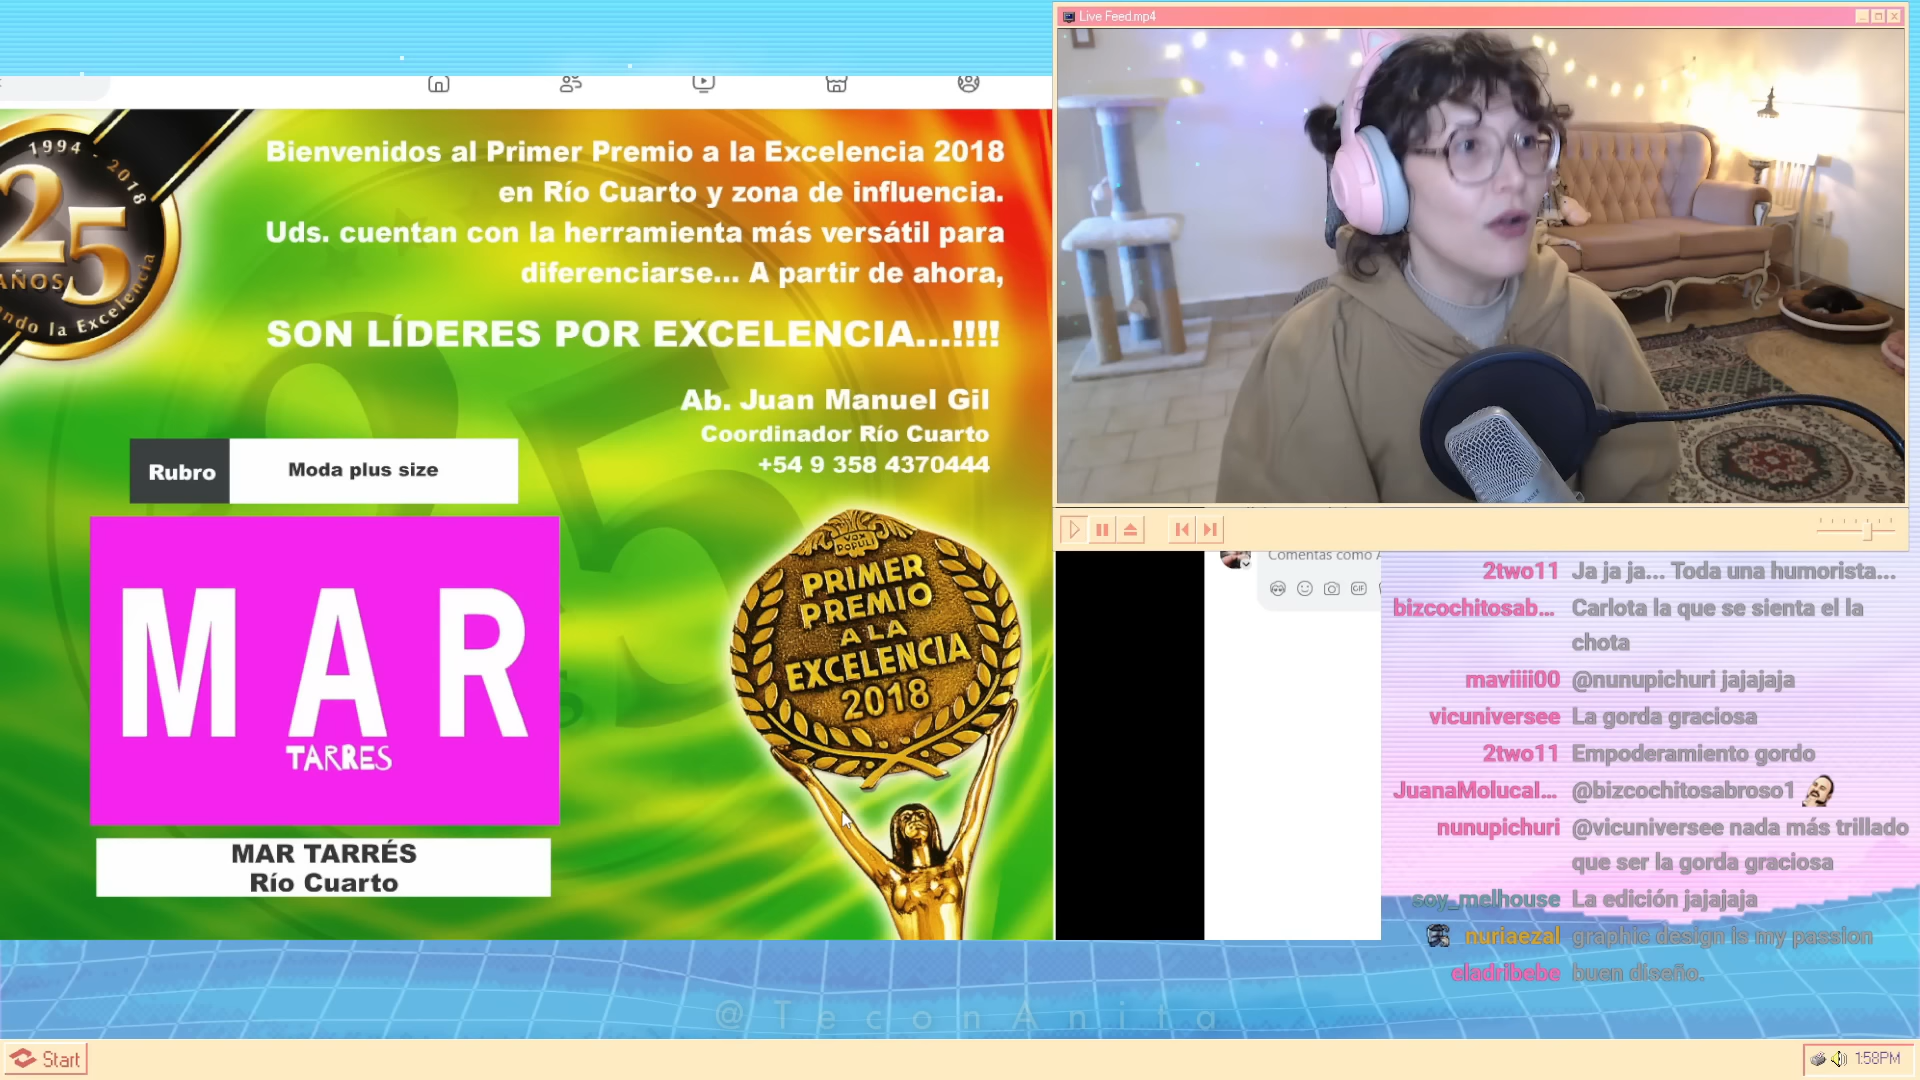 Live Feed.mp4
1994 - 2018
25
AÑOS
ndo la Excelencia
Bienvenidos al Primer Premio a la Excelencia 2018
en Río Cuarto y zona de influencia.
Uds. cuentan con la herramienta más versátil para
diferenciarse... A partir de ahora,
SON LÍDERES POR EXCELENCIA...!!!!
Ab. Juan Manuel Gil
Coordinador Río Cuarto
+54 9 358 4370444
Rubro
Moda plus size
MAR
TARRES
MAR TARRÉS
Río Cuarto
VOX
POPULI
PRIMER
PREMIO
A LA
EXCELENCIA
2018
Comentas como A
GIF
2two11 Ja ja ja... Toda una humorista...
bizcochitosab... Carlota la que se sienta el la
chota
maviiii00 @nunupichuri jajajaja
vicuniversee La gorda graciosa
2two11 Empoderamiento gordo
JuanaMolucal... @bizcochitosabroso1
nunupichuri @vicuniversee nada más trillado
que ser la gorda graciosa
soy_melhouse La edición jajajaja
nuriaezal graphic design is my passion
eladribebe buen diseño.
@TeconAnita
Start
1:58PM